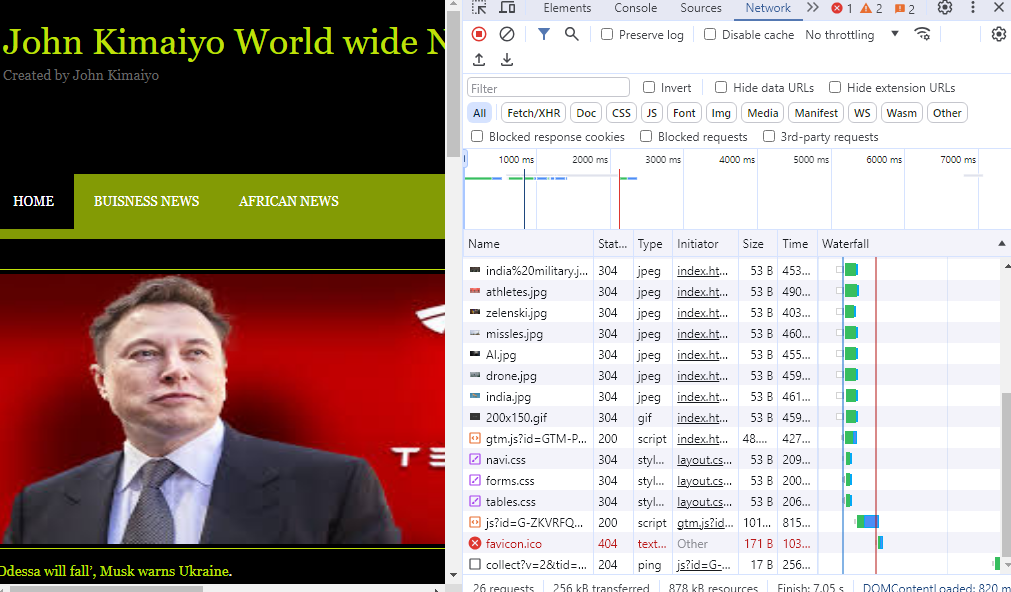 John Kimaiyo World wide N
Created by John Kimaiyo
HOME BUISNESS NEWS AFRICAN NEWS
T E
Odessa will fall’, Musk warns Ukraine.
Elements Console Sources Network 1 2 2
Preserve log Disable cache No throttling
Filter Invert Hide data URLs Hide extension URLs
All Fetch/XHR Doc CSS JS Font Img Media Manifest WS Wasm Other
Blocked response cookies Blocked requests 3rd-party requests
1000 ms 2000 ms 3000 ms 4000 ms 5000 ms 6000 ms 7000 ms
Name Stat... Type Initiator Size Time Waterfall
india%20military.j... 304 jpeg index.ht... 53 B 453...
athletes.jpg 304 jpeg index.ht... 53 B 490...
zelenski.jpg 304 jpeg index.ht... 53 B 403...
missles.jpg 304 jpeg index.ht... 53 B 460...
AI.jpg 304 jpeg index.ht... 53 B 455...
drone.jpg 304 jpeg index.ht... 53 B 459...
india.jpg 304 jpeg index.ht... 53 B 461...
200x150.gif 304 gif index.ht... 53 B 459...
gtm.js?id=GTM-P... 200 script index.ht... 48.... 427...
navi.css 304 styl... layout.cs... 53 B 209...
forms.css 304 styl... layout.cs... 53 B 200...
tables.css 304 styl... layout.cs... 53 B 206...
js?id=G-ZKVRFQ... 200 script gtm.js?id... 101... 815...
favicon.ico 404 text... Other 171 B 103...
collect?v=2&tid=... 204 ping js?id=G-... 17 B 256...
26 requests 256 kB transferred 878 kB resources Finish: 7.05 s DOMContentLoaded: 820 m